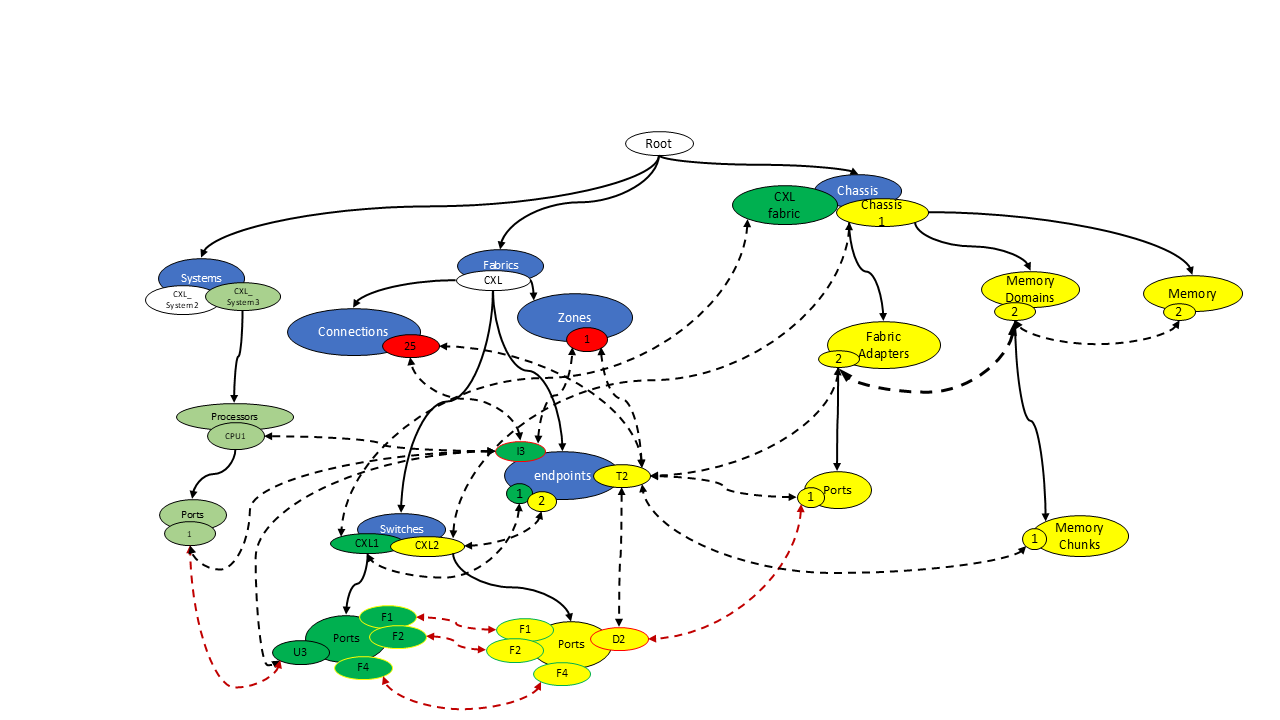 Root
Chassis
CXL
fabric
Chassis
1
Fabrics
CXL
Systems
CXL_
System2
CXL_
System3
Memory
Domains
2
Memory
2
Connections
25
Zones
1
Fabric
Adapters
2
Processors
CPU1
I3
endpoints
T2
1
2
Ports
1
Ports
1
Switches
CXL1
CXL2
Memory
Chunks
1
F1
Ports
F2
U3
F4
F1
F2
Ports
D2
F4